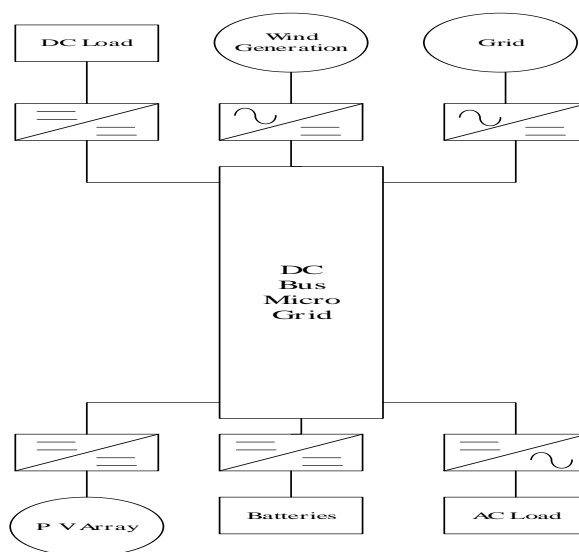 DC Load
Wind
Generation
Grid
DC
Bus
Micro
Grid
P V Array
Batteries
AC Load